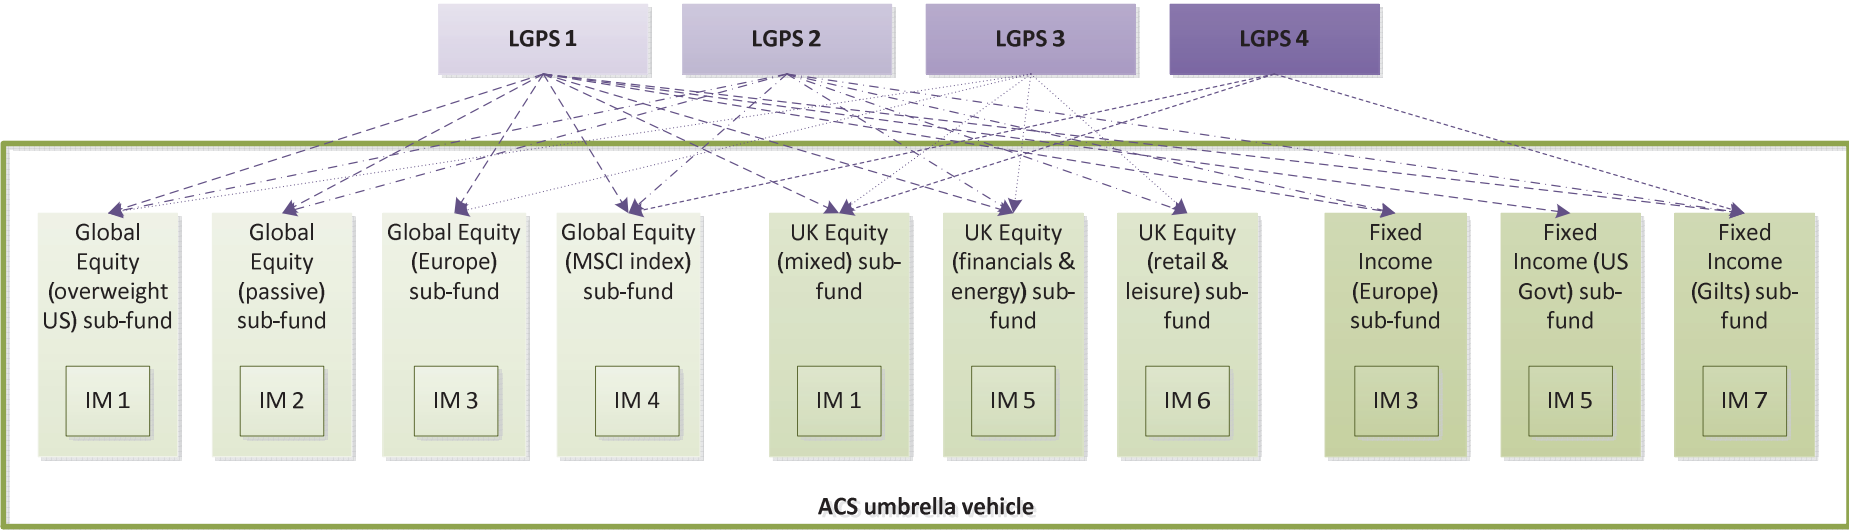 LGPS 1
LGPS 2
LGPS 3
LGPS 4
Global
Equity
(overweight
US) sub-fund
IM 1
Global
Equity
(passive)
sub-fund
IM 2
Global Equity
(Europe)
sub-fund
IM 3
Global Equity
(MSCI index)
sub-fund
IM 4
UK Equity
(mixed) sub-
fund
IM 1
UK Equity
(financials &
energy) sub-
fund
IM 5
UK Equity
(retail &
leisure) sub-
fund
IM 6
Fixed
Income
(Europe)
sub-fund
IM 3
Fixed
Income (US
Govt) sub-
fund
IM 5
Fixed
Income
(Gilts) sub-
fund
IM 7
ACS umbrella vehicle